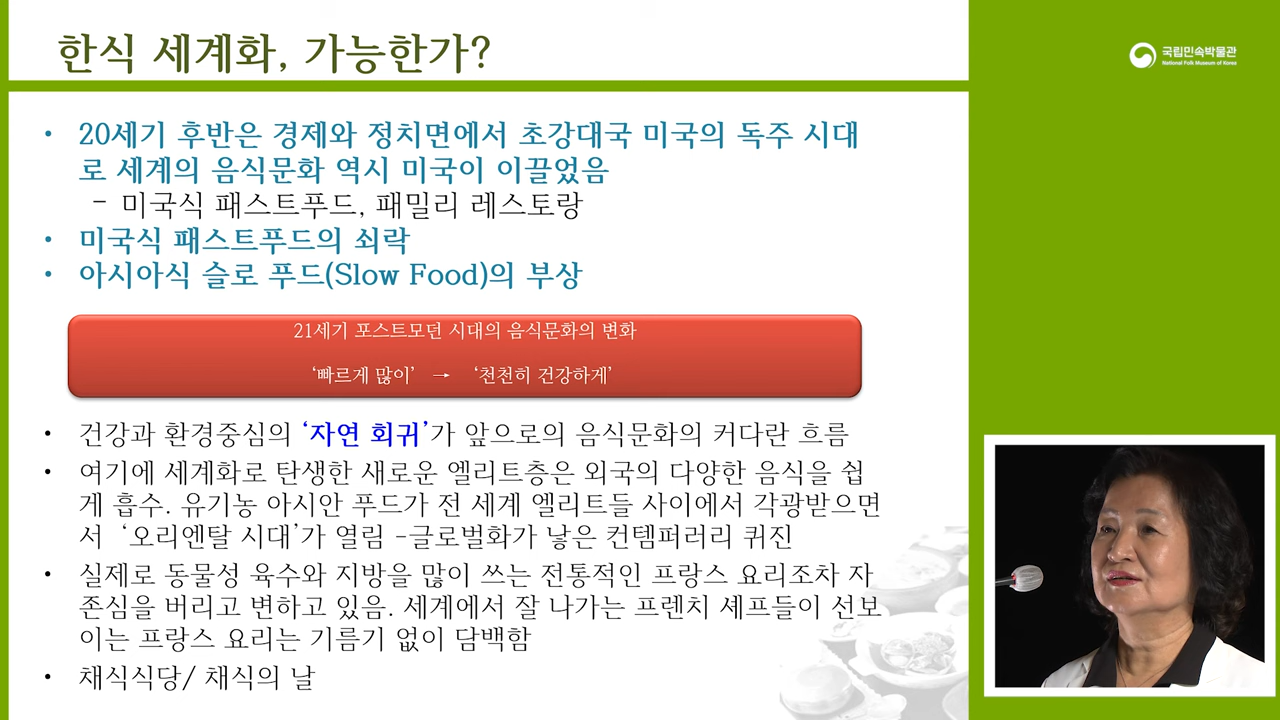 한식 세계화, 가능한가?
국립민속박물관
National Folk Museum of Korea
• 20세기 후반은 경제와 정치면에서 초강대국 미국의 독주 시대
로 세계의 음식문화 역시 미국이 이끌었음
- 미국식 패스트푸드, 패밀리 레스토랑
• 미국식 패스트푸드의 쇠락
• 아시아식 슬로 푸드(Slow Food)의 부상
21세기 포스트모던 시대의 음식문화의 변화
‘빠르게 많이’ → ‘천천히 건강하게’
• 건강과 환경중심의 ‘자연 회귀’가 앞으로의 음식문화의 커다란 흐름
• 여기에 세계화로 탄생한 새로운 엘리트층은 외국의 다양한 음식을 쉽
게 흡수. 유기농 아시안 푸드가 전 세계 엘리트들 사이에서 각광받으면
서 ‘오리엔탈 시대’가 열림 -글로벌화가 낳은 컨템퍼러리 퀴진
• 실제로 동물성 육수와 지방을 많이 쓰는 전통적인 프랑스 요리조차 자
존심을 버리고 변하고 있음. 세계에서 잘 나가는 프렌치 셰프들이 선보
이는 프랑스 요리는 기름기 없이 담백함
• 채식식당/ 채식의 날